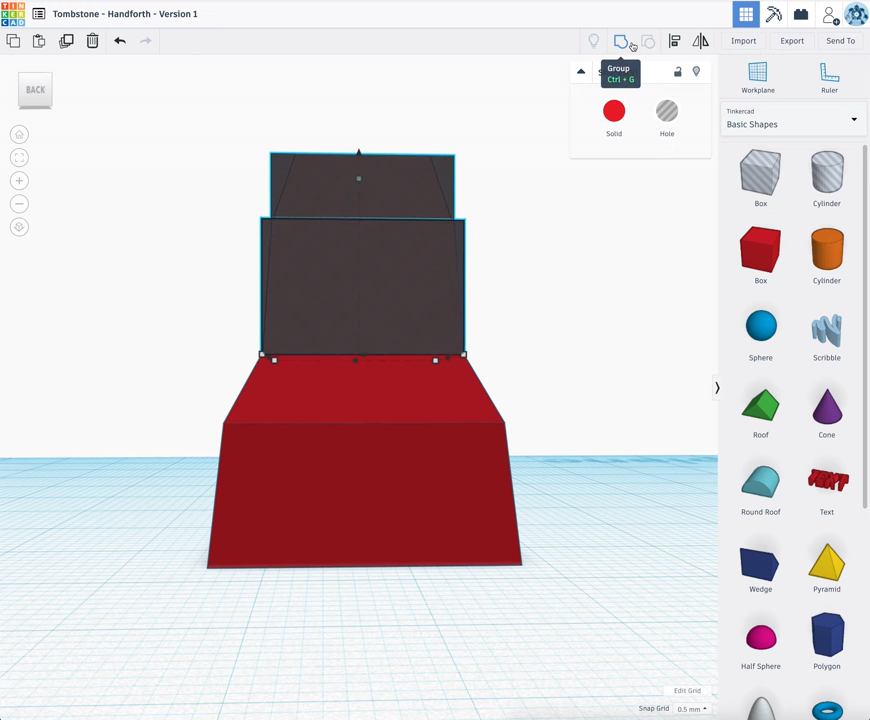 TIN
KER
CAD
Tombstone - Handforth - Version 1
Import
Export
Send To
Group
Ctrl + G
BACK
Solid
Hole
Workplane
Ruler
Tinkercad
Basic Shapes
Box
Cylinder
Box
Cylinder
Sphere
Scribble
Roof
Cone
Round Roof
Text
TEXT
Wedge
Pyramid
Half Sphere
Polygon
Edit Grid
Snap Grid
0.5 mm